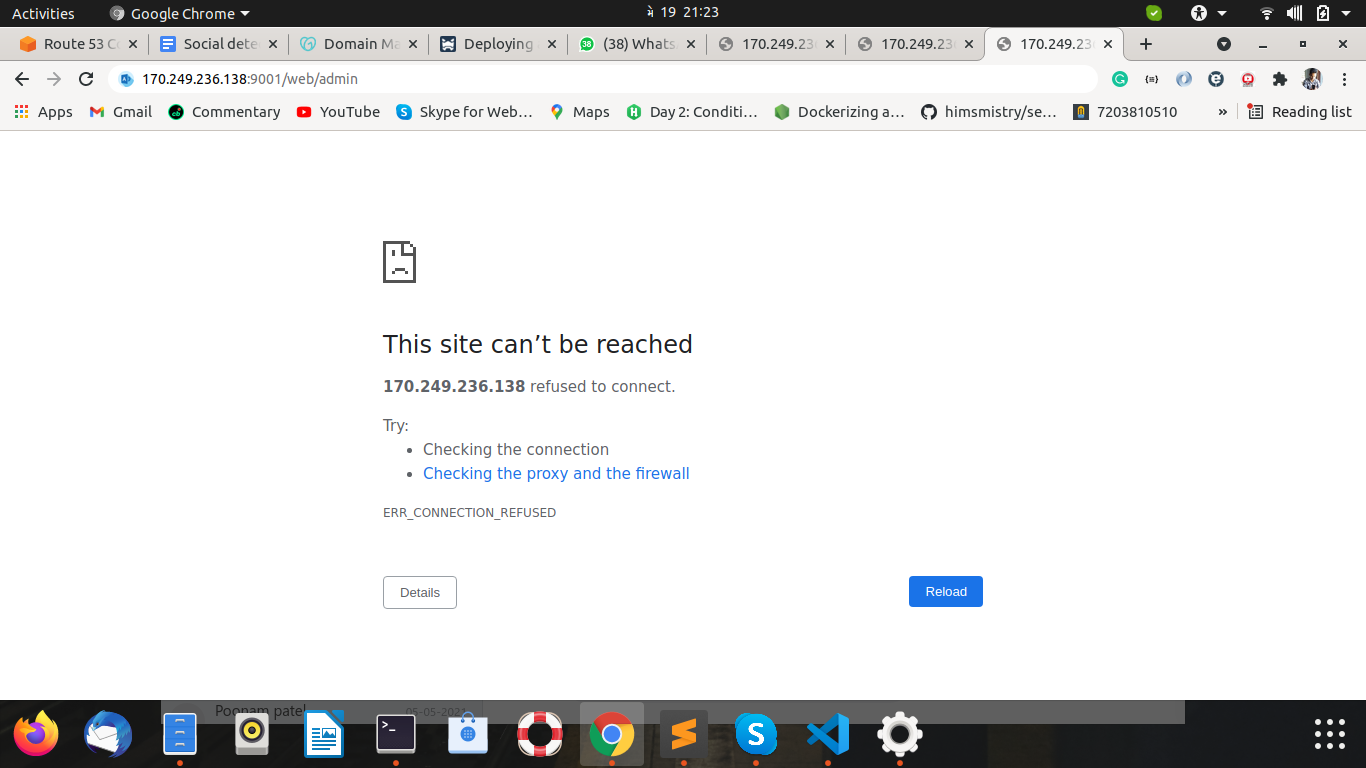 Activities Google Chrome મે 19 21:23
Route 53 Co Social dete Domain Ma Deploying (38) Whats 170.249.23 170.249.23 170.249.23
170.249.236.138:9001/web/admin
Apps Gmail Commentary YouTube Skype for Web… Maps Day 2: Conditi… Dockerizing a… himsmistry/se… 7203810510 » Reading list
This site can’t be reached
170.249.236.138 refused to connect.
Try:
Checking the connection
Checking the proxy and the firewall
ERR_CONNECTION_REFUSED
Details Reload
Poonam patel 05-05-2021